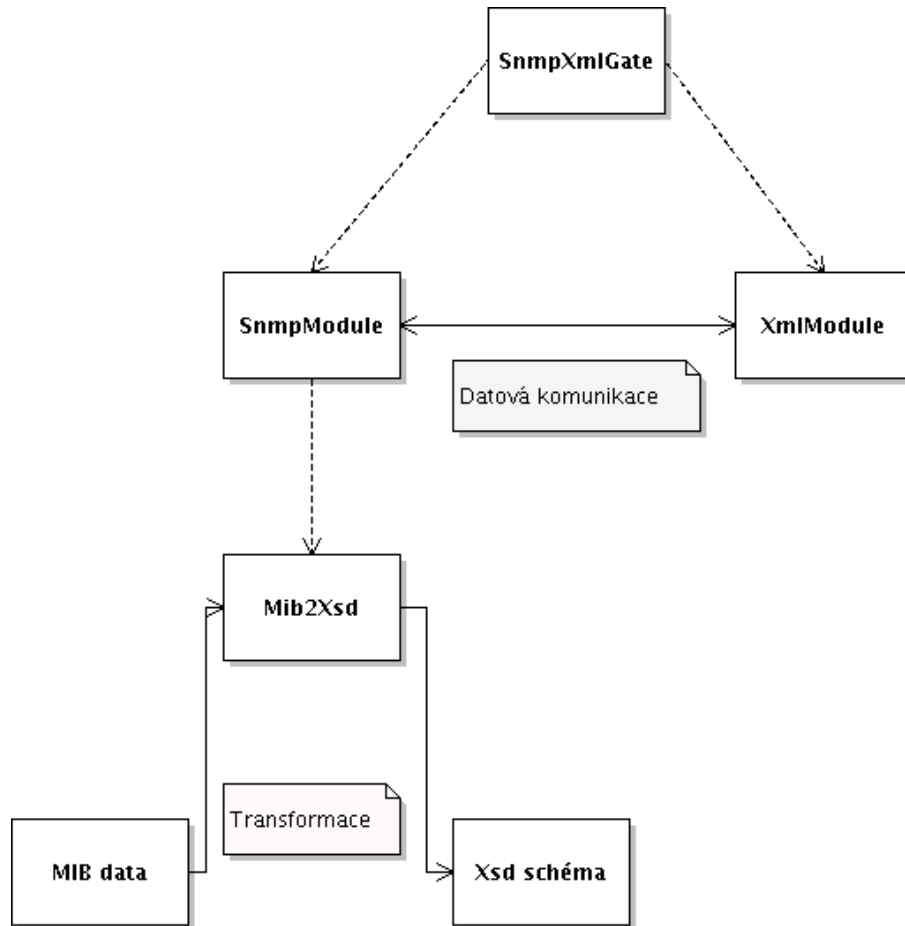 SnmpXmlGate
SnmpModule
XmlModule
Datová komunikace
Mib2Xsd
Transformace
MIB data
Xsd schéma